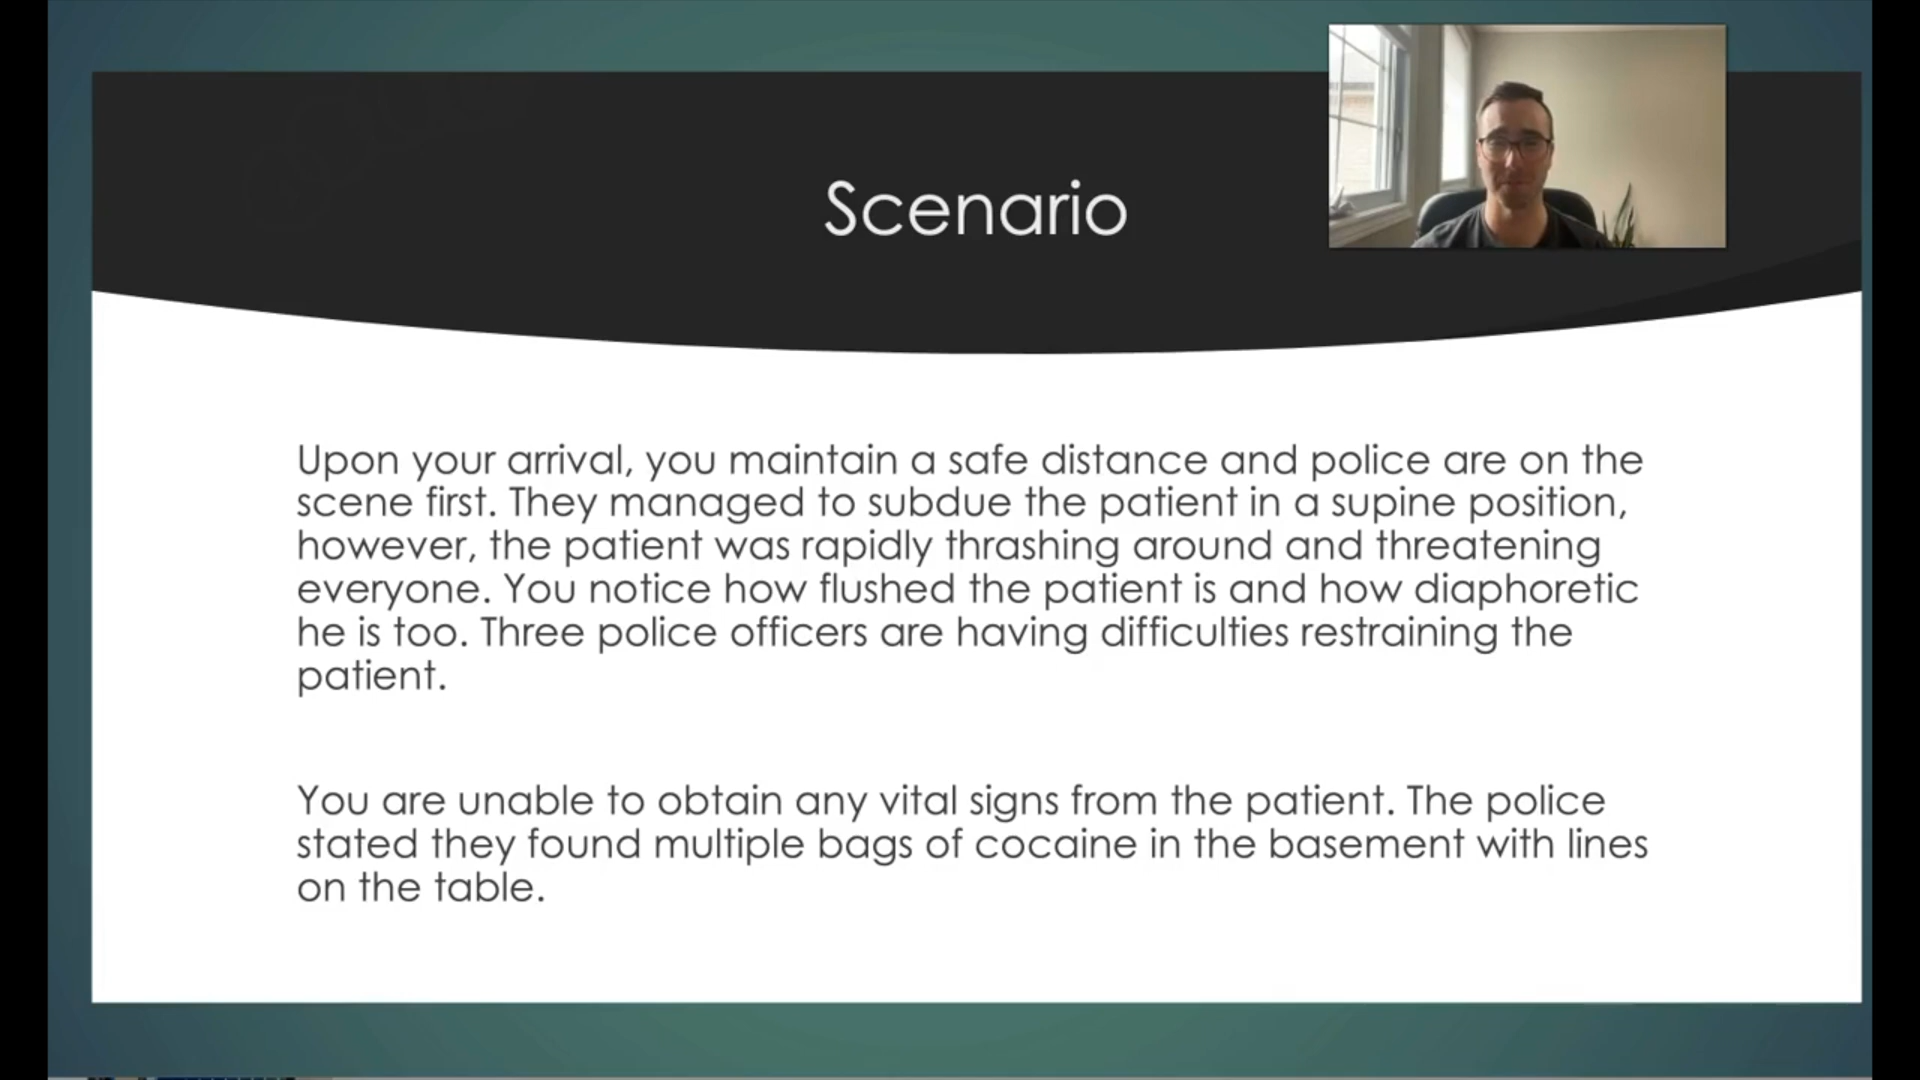 Scenario
Upon your arrival, you maintain a safe distance and police are on the
scene first. They managed to subdue the patient in a supine position,
however, the patient was rapidly thrashing around and threatening
everyone. You notice how flushed the patient is and how diaphoretic
he is too. Three police officers are having difficulties restraining the
patient.
You are unable to obtain any vital signs from the patient. The police
stated they found multiple bags of cocaine in the basement with lines
on the table.